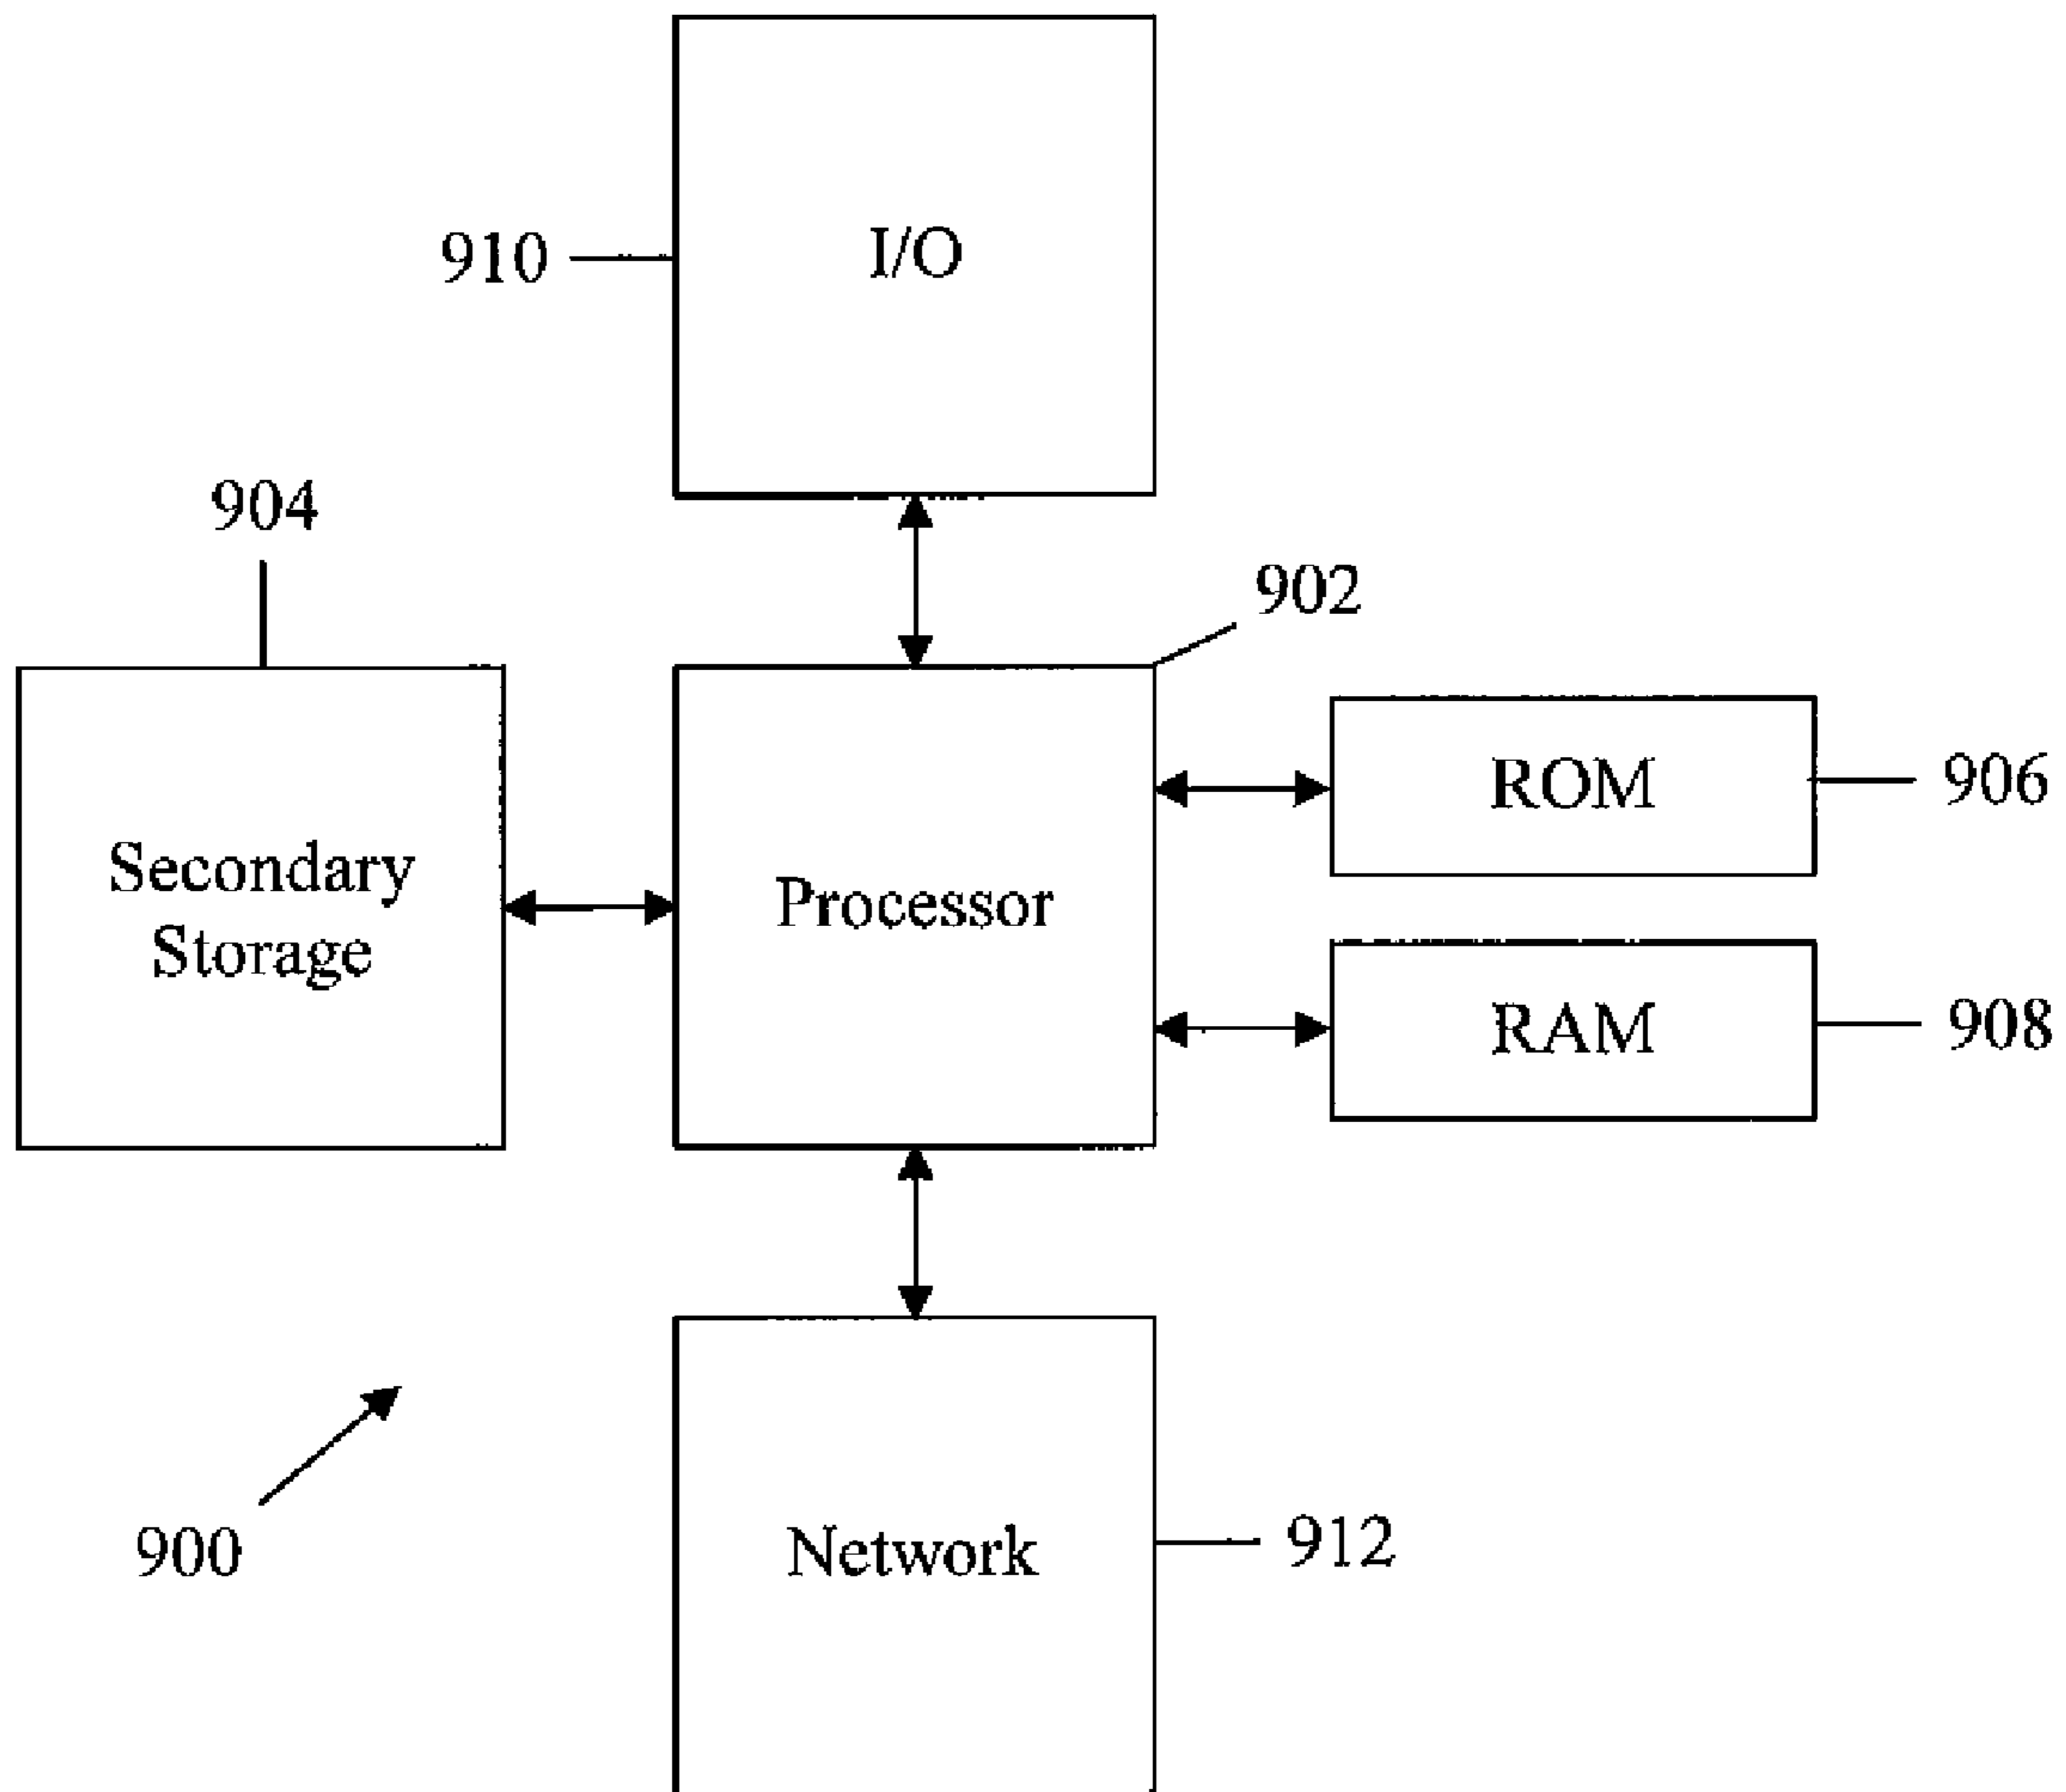 I/O
910
904
902
ROM
906
Secondary
Storage
Processor
RAM
908
900
Network
912